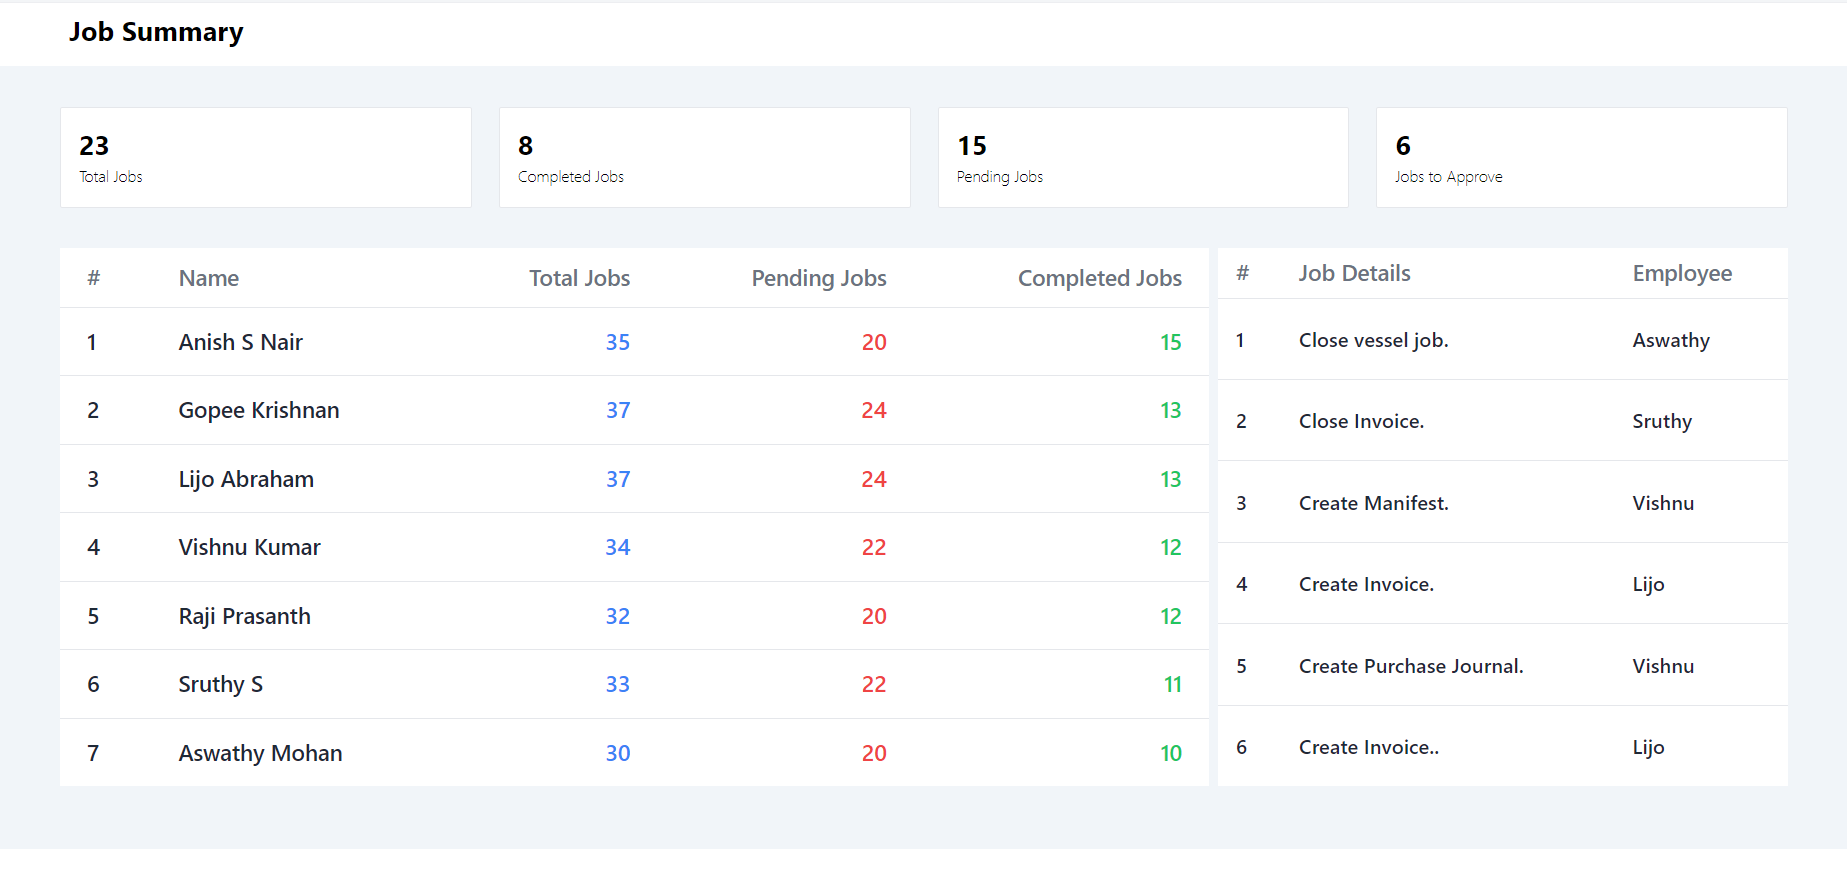 Job Summary
23
Total Jobs
8
Completed Jobs
15
Pending Jobs
6
Jobs to Approve
# Name Total Jobs Pending Jobs Completed Jobs
1 Anish S Nair 35 20 15
2 Gopee Krishnan 37 24 13
3 Lijo Abraham 37 24 13
4 Vishnu Kumar 34 22 12
5 Raji Prasanth 32 20 12
6 Sruthy S 33 22 11
7 Aswathy Mohan 30 20 10
# Job Details Employee
1 Close vessel job. Aswathy
2 Close Invoice. Sruthy
3 Create Manifest. Vishnu
4 Create Invoice. Lijo
5 Create Purchase Journal. Vishnu
6 Create Invoice.. Lijo